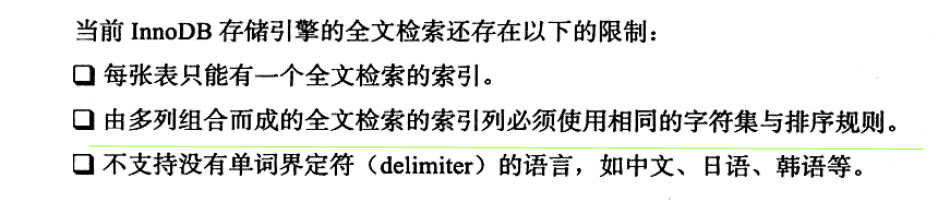 当前 InnoDB 存储引擎的全文检索还存在以下的限制：
❑ 每张表只能有一个全文检索的索引。
❑ 由多列组合而成的全文检索的索引列必须使用相同的字符集与排序规则。
❑ 不支持没有单词界定符（delimiter）的语言，如中文、日语、韩语等。